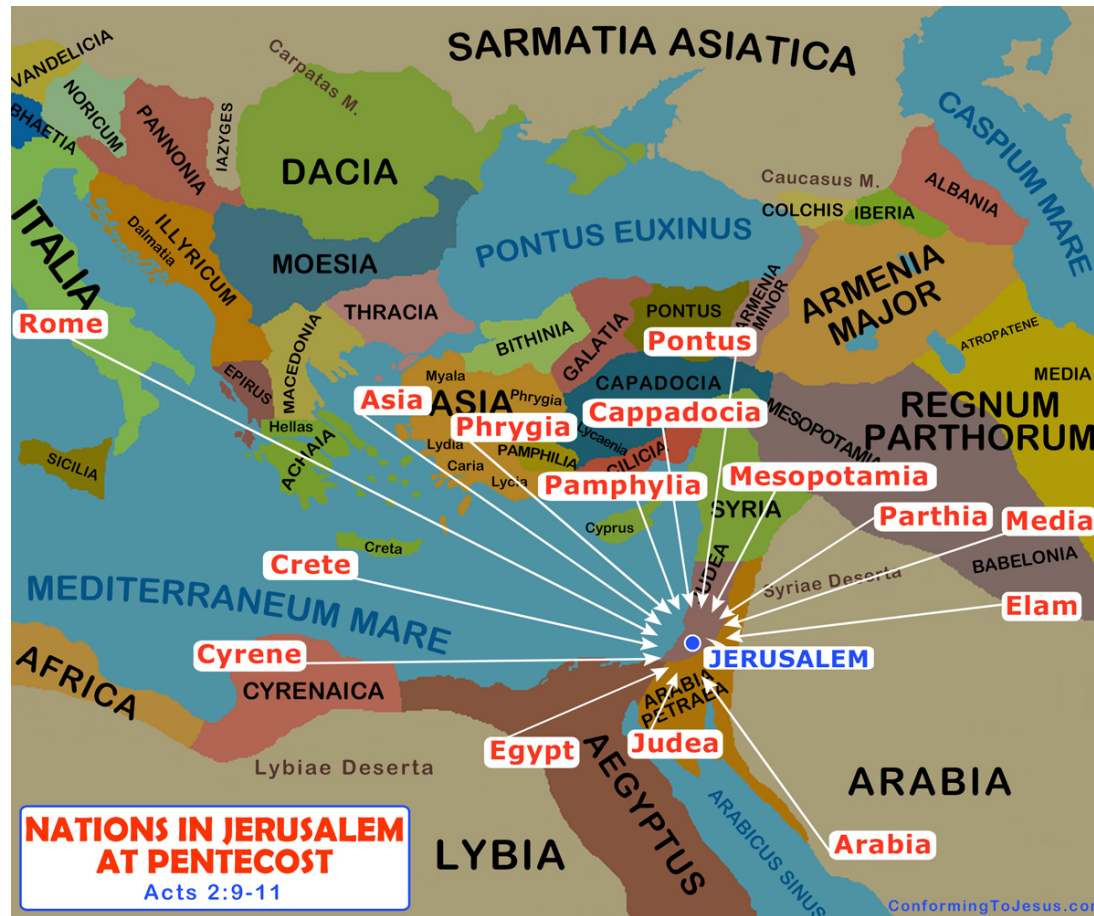 SARMATIA ASIATICA
VANDELICIA
NORICUM
BHAETIA
PANNONIA
IAZYGES
Carpatas M.
DACIA
CASPIUM MARE
Caucasus M.
COLCHIS
IBERIA
ALBANIA
ITALIA
ILLYRICUM
Dalmatia
MOESIA
PONTUS EUXINUS
ARMENIA
MAJOR
ARMENIA
MINOR
THRACIA
Rome
MACEDONIA
BITHINIA
GALATIA
PONTUS
Pontus
ATROPATENE
MEDIA
EPIRUS
Myala
ASIA
Phrygia
CAPADOCIA
MESOPOTAMIA
REGNUM
PARTHORUM
Asia
Phrygia
Cappadocia
Hellas
ACHAIA
Lydia
Caria
Lycia
PAMPHILIA
Lycaenia
CILICIA
SICILIA
Pamphylia
Mesopotamia
SYRIA
Cyprus
Creta
Parthia
Media
Crete
JUDEA
Syriae Deserta
BABELONIA
MEDITERRANEUM MARE
Elam
Cyrene
JERUSALEM
AFRICA
CYRENAICA
ARABIA
PETRAEA
Egypt
Judea
Lybiae Deserta
AEGYPTUS
ARABIA
ARABICUS SINUS
LYBIA
Arabia
NATIONS IN JERUSALEM
AT PENTECOST
Acts 2:9-11
ConformingToJesus.com